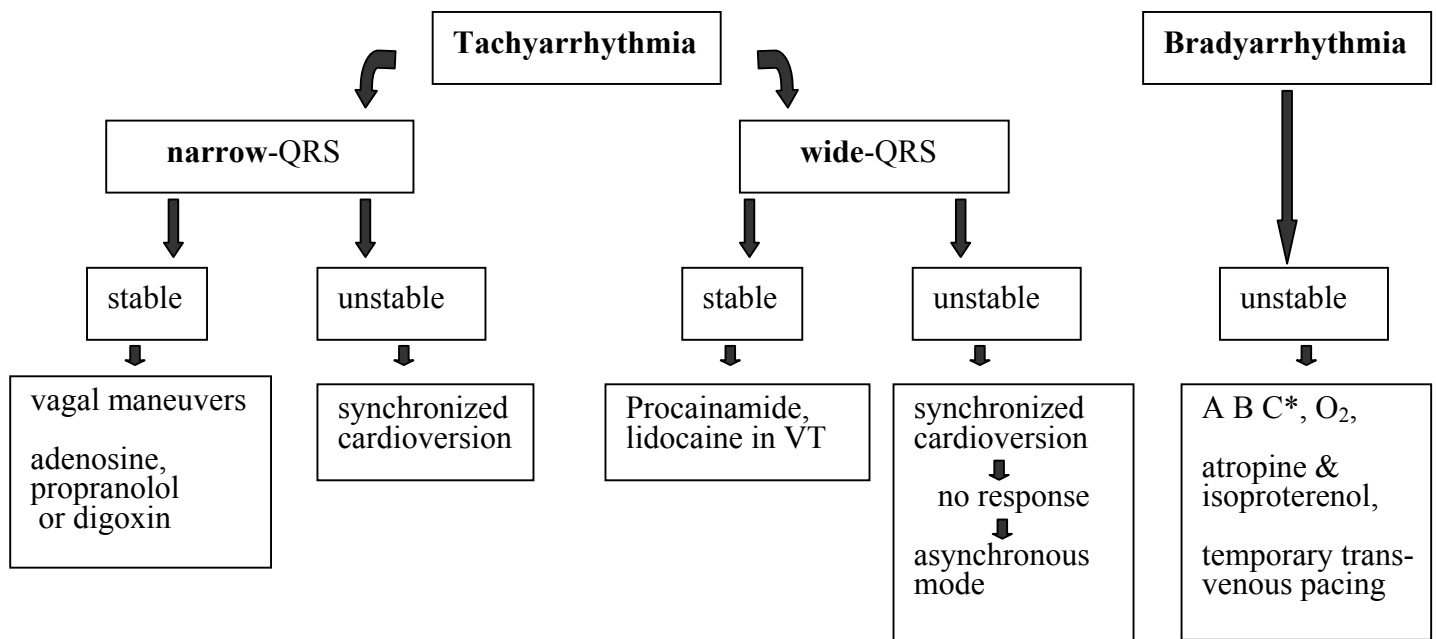 Tachyarrhythmia
Bradyarrhythmia
narrow-QRS
wide-QRS
stable
unstable
stable
unstable
unstable
vagal maneuvers
adenosine,
propranolol
or digoxin
synchronized
cardioversion
Procainamide,
lidocaine in VT
synchronized
cardioversion
no response
asynchronous
mode
A B C*, O₂,
atropine &
isoproterenol,
temporary trans-
venous pacing